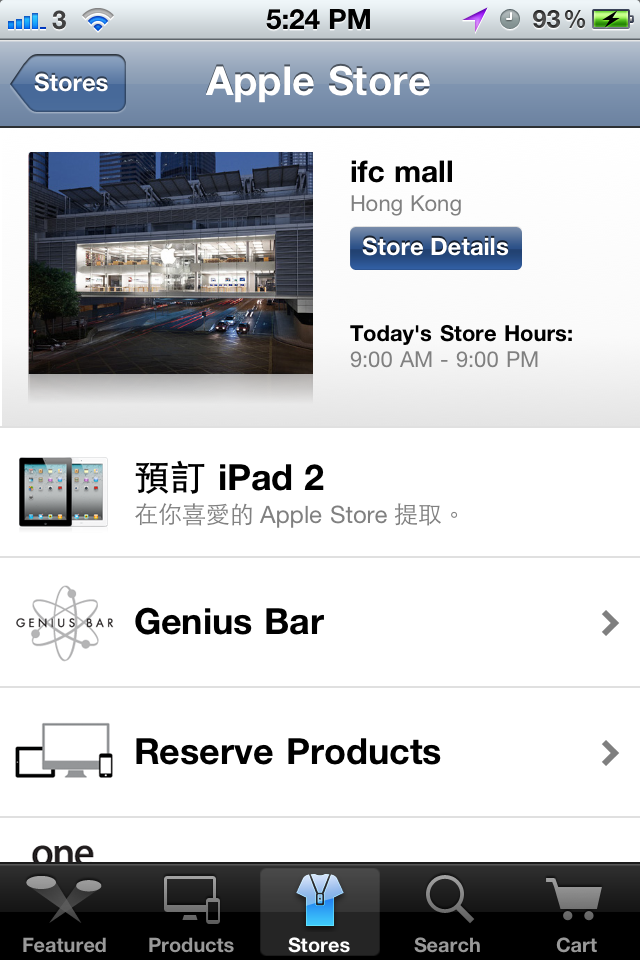 3 5:24 PM 93%
Stores Apple Store
ifc mall
Hong Kong
Store Details
Today's Store Hours:
9:00 AM - 9:00 PM
預訂 iPad 2
在你喜愛的 Apple Store 提取。
GENIUS BAR Genius Bar
Reserve Products
one
Featured Products Stores Search Cart